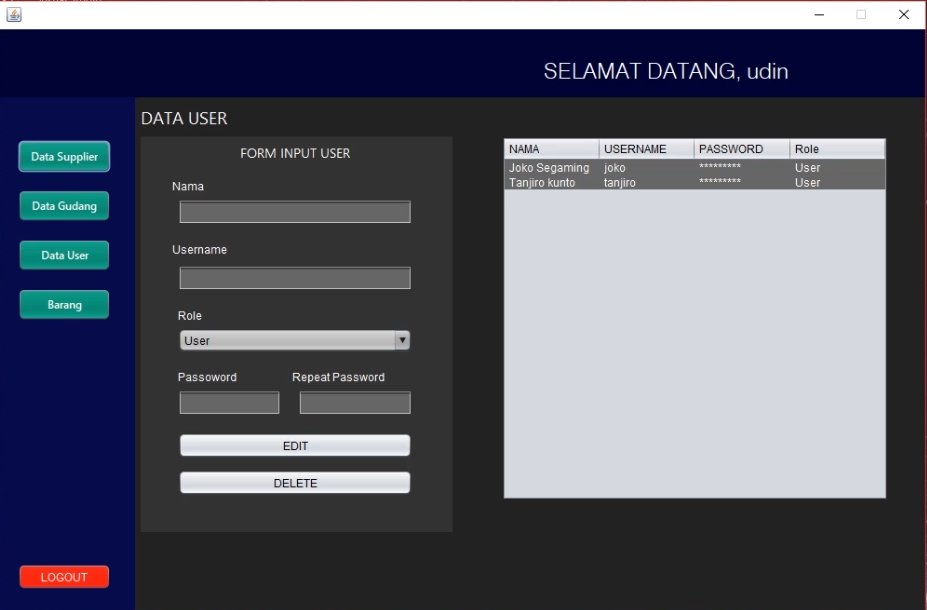 SELAMAT DATANG, udin
Data Supplier
Data Gudang
Data User
Barang
LOGOUT
DATA USER
FORM INPUT USER
Nama
Username
Role
User
Passoword Repeat Password
EDIT
DELETE
NAMA USERNAME PASSWORD Role
Joko Segaming joko ********* User
Tanjiro kunto tanjiro ********* User